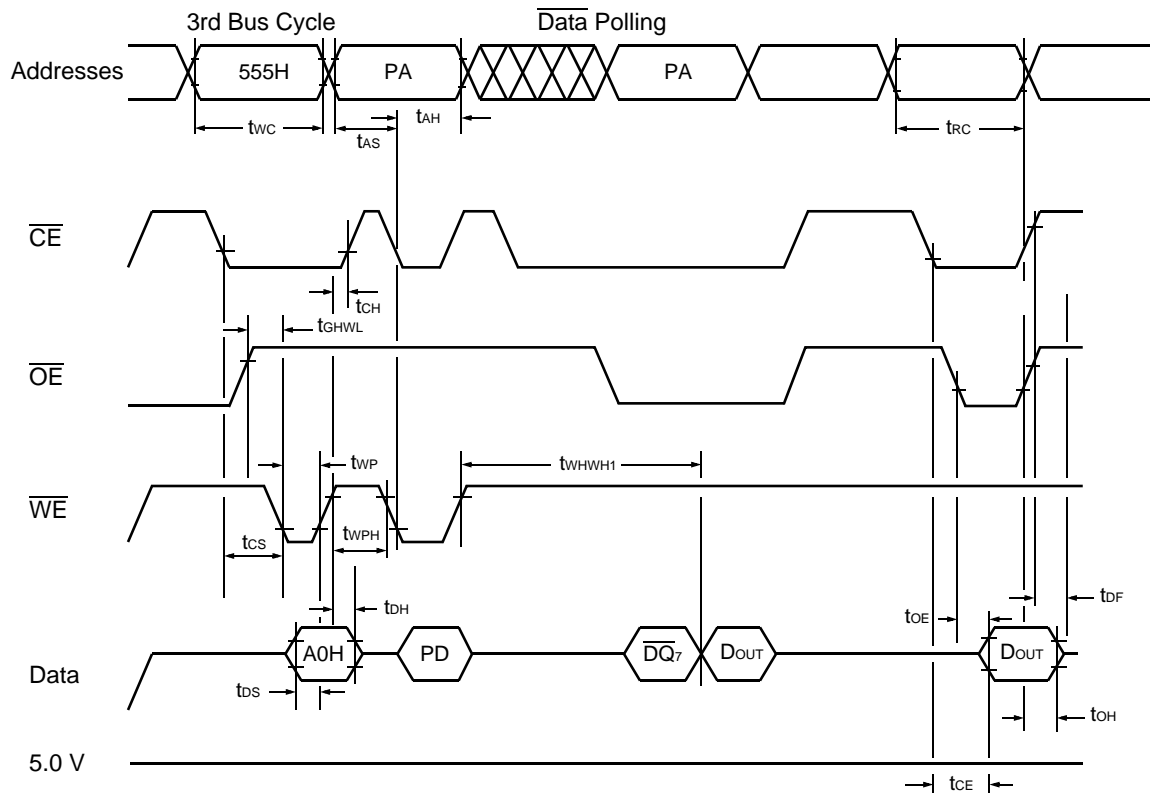 3rd Bus Cycle Data Polling
Addresses 555H PA PA
tWC tAS tAH tRC
CE
tCH
tGHWL
OE
tWP tWHWH1
WE
tCS tWPH
tDH tOE tDF
Data A0H PD DQ7 DOUT DOUT
tDS tOH
5.0 V
tCE